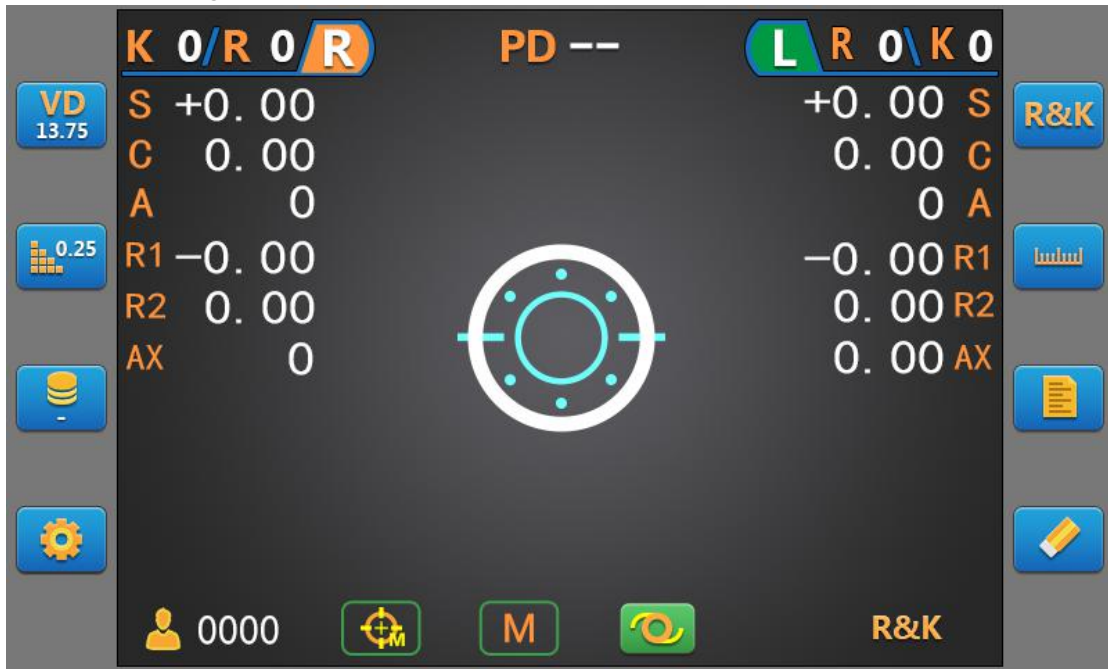 K 0/R 0/R PD -- L\R 0\K 0
VD
13.75
S +0.00 +0.00 S
R&K
C 0.00 0.00 C
A 0 0 A
0.25
R1 -0.00 -0.00 R1
R2 0.00 0.00 R2
AX 0 0.00 AX
-
0000 M M R&K